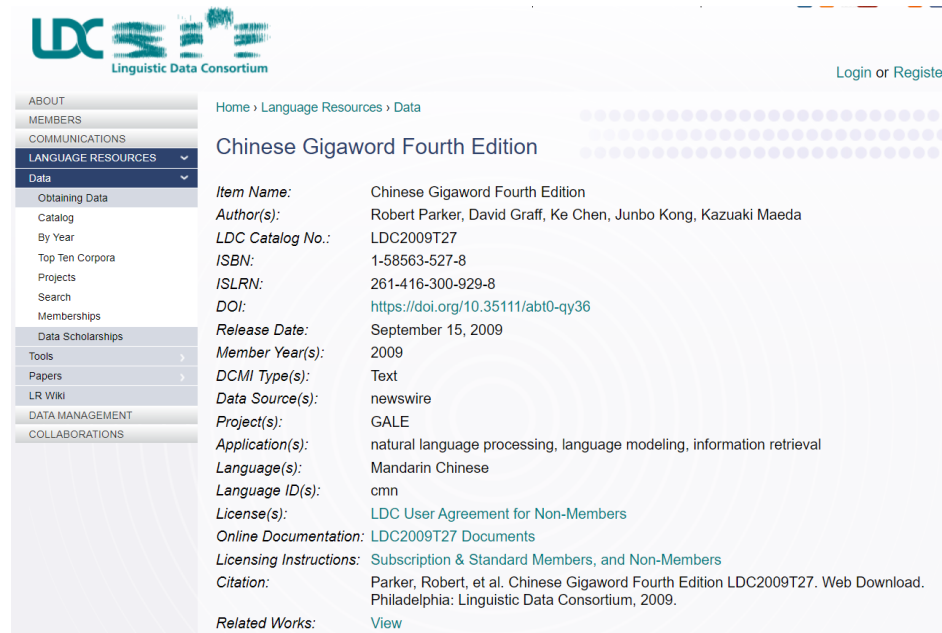 LDC
Linguistic Data Consortium
Login or Registe
ABOUT
MEMBERS
COMMUNICATIONS
LANGUAGE RESOURCES
Data
Obtaining Data
Catalog
By Year
Top Ten Corpora
Projects
Search
Memberships
Data Scholarships
Tools
Papers
LR Wiki
DATA MANAGEMENT
COLLABORATIONS
Home › Language Resources › Data
Chinese Gigaword Fourth Edition
Item Name: Chinese Gigaword Fourth Edition
Author(s): Robert Parker, David Graff, Ke Chen, Junbo Kong, Kazuaki Maeda
LDC Catalog No.: LDC2009T27
ISBN: 1-58563-527-8
ISLRN: 261-416-300-929-8
DOI: https://doi.org/10.35111/abt0-qy36
Release Date: September 15, 2009
Member Year(s): 2009
DCMI Type(s): Text
Data Source(s): newswire
Project(s): GALE
Application(s): natural language processing, language modeling, information retrieval
Language(s): Mandarin Chinese
Language ID(s): cmn
License(s): LDC User Agreement for Non-Members
Online Documentation: LDC2009T27 Documents
Licensing Instructions: Subscription & Standard Members, and Non-Members
Citation: Parker, Robert, et al. Chinese Gigaword Fourth Edition LDC2009T27. Web Download.
Philadelphia: Linguistic Data Consortium, 2009.
Related Works: View